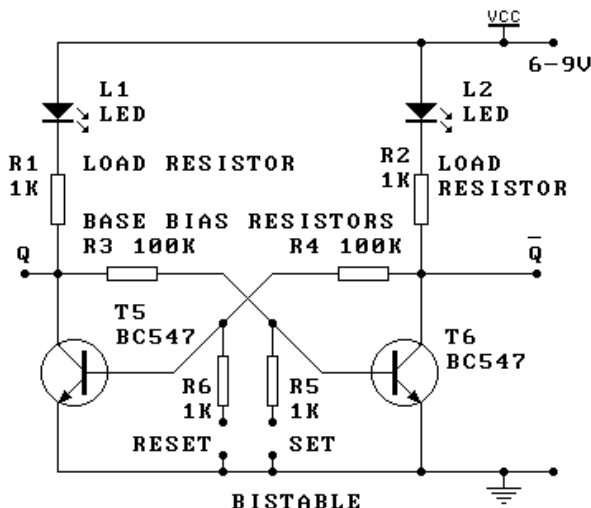 VCC
6-9V
L1
LED
L2
LED
R1
1K
LOAD RESISTOR
R2
1K
LOAD
RESISTOR
BASE BIAS RESISTORS
R3 100K
R4 100K
Q
Q̅
T5
BC547
T6
BC547
R6
1K
R5
1K
RESET
SET
BISTABLE